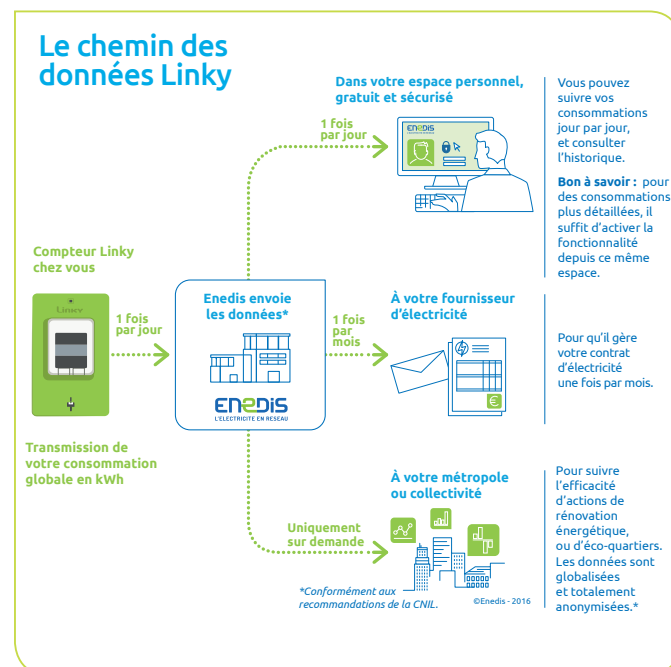 Le chemin des
données Linky
Dans votre espace personnel,
gratuit et sécurisé
1 fois
par jour
ENEDIS
Vous pouvez
suivre vos
consommations
jour par jour,
et consulter
l'historique.
Bon à savoir : pour
des consommations
plus détaillées, il
suffit d'activer la
fonctionnalité
depuis ce même
espace.
Compteur Linky
chez vous
Linky
1 fois
par jour
Enedis envoie
les données*
ENEDIS
L'ELECTRICITE EN RESEAU
1 fois
par
mois
À votre fournisseur
d'électricité
€
Pour qu'il gère
votre contrat
d'électricité
une fois par mois.
Transmission de
votre consommation
globale en kWh
Uniquement
sur demande
À votre métropole
ou collectivité
Pour suivre
l'efficacité
d'actions de
rénovation
énergétique,
ou d'éco-quartiers.
Les données sont
globalisées
et totalement
anonymisées.*
*Conformément aux
recommandations de la CNIL.
©Enedis - 2016